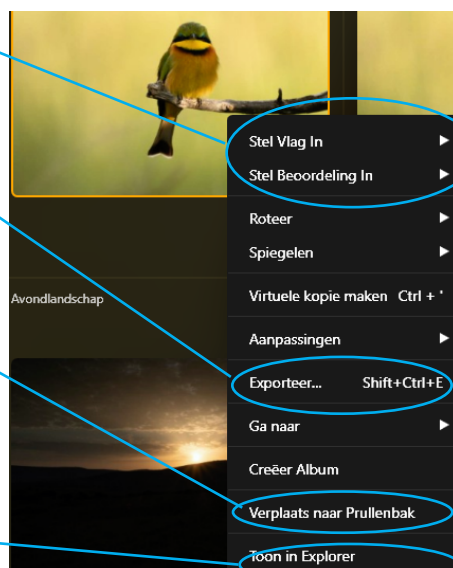 Stel Vlag In
Stel Beoordeling In
Roteer
Spiegelen
Avondlandschap
Virtuele kopie maken Ctrl + '
Aanpassingen
Exporteer... Shift+Ctrl+E
Ga naar
Creëer Album
Verplaats naar Prullenbak
Toon in Explorer